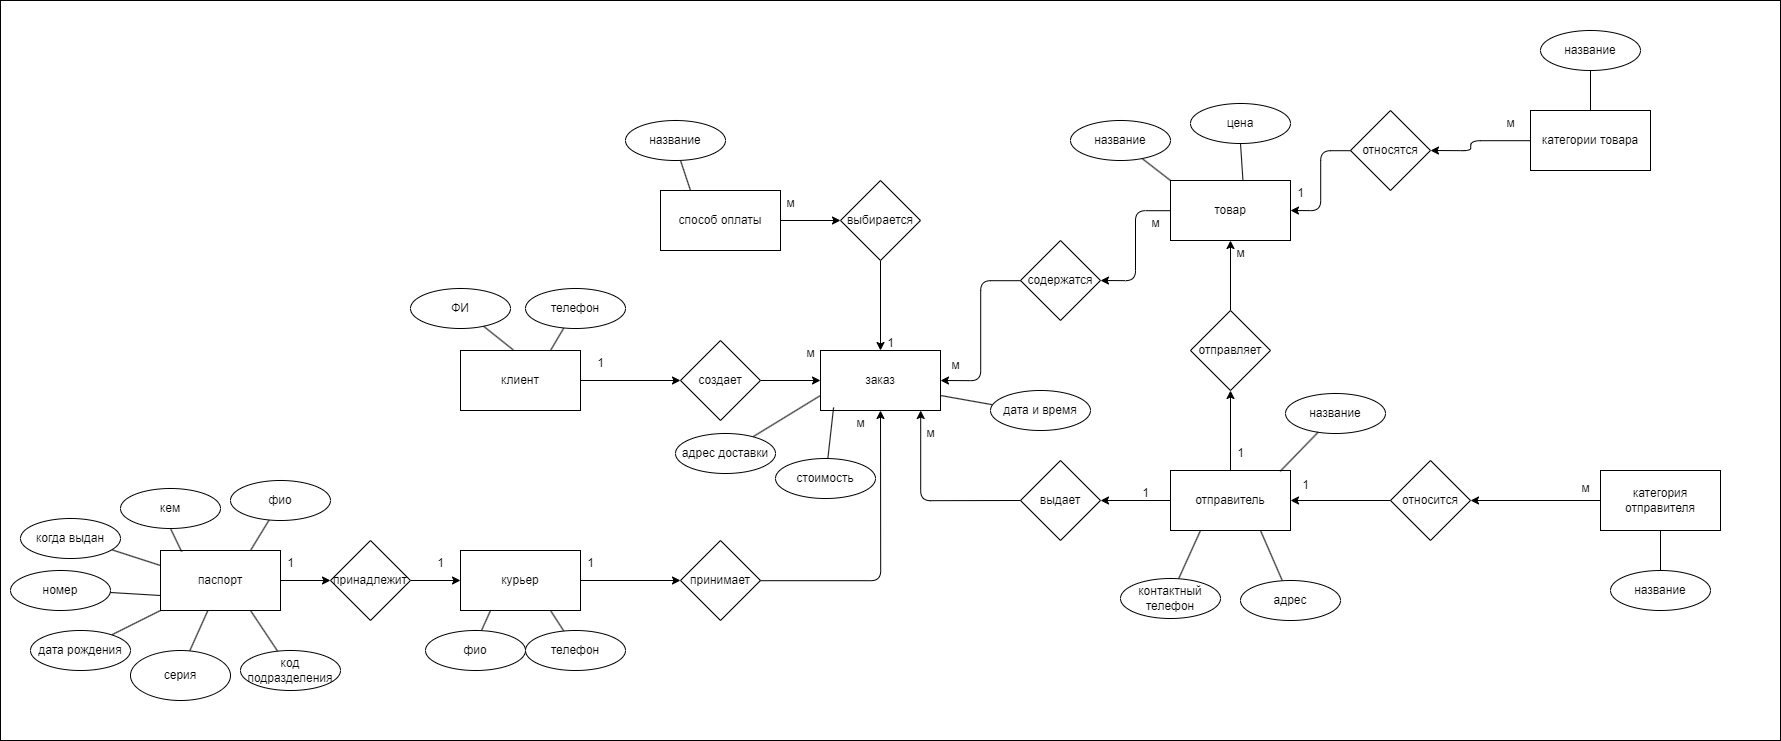 название
цена
название
название
относятся
м
категории товара
товар
1
м
м
способ оплаты
м
выбирается
содержатся
ФИ
телефон
клиент
1
создает
м
1
заказ
м
отправляет
дата и время
адрес доставки
стоимость
м
м
название
1
отправитель
1
выдает
1
относится
м
категория
отправителя
контактный
телефон
адрес
название
кем
фио
когда выдан
номер
паспорт
1
принадлежит
1
курьер
1
принимает
дата рождения
серия
код
подразделения
фио
телефон